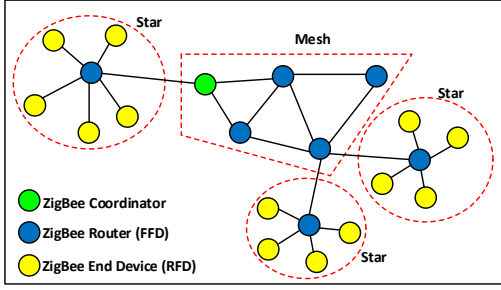 Star
Mesh
Star
ZigBee Coordinator
ZigBee Router (FFD)
ZigBee End Device (RFD)
Star